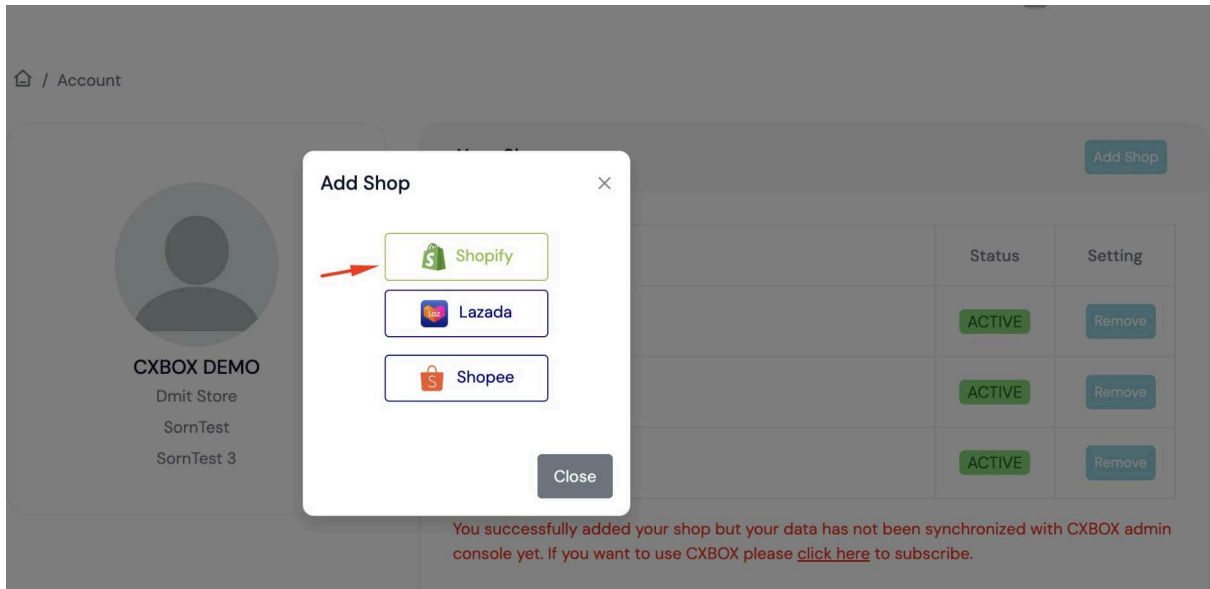 / Account
Add Shop
Add Shop
Shopify
Status
Setting
Laz
Lazada
ACTIVE
Remove
CXBOX DEMO
Dmit Store
SornTest
SornTest 3
S
Shopee
ACTIVE
Remove
ACTIVE
Remove
Close
You successfully added your shop but your data has not been synchronized with CXBOX admin
console yet. If you want to use CXBOX please click here to subscribe.